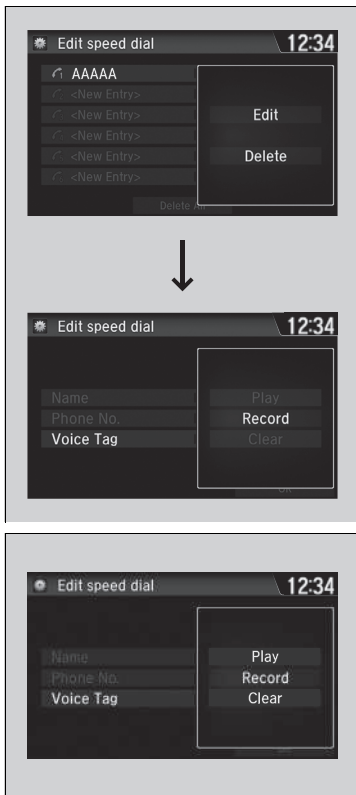 Edit speed dial 12:34
AAAAA
<New Entry>
<New Entry> Edit
<New Entry>
<New Entry> Delete
<New Entry>
Delete All
Edit speed dial 12:34
Name Play
Phone No. Record
Voice Tag Clear
OK
Edit speed dial 12:34
Name Play
Phone No. Record
Voice Tag Clear